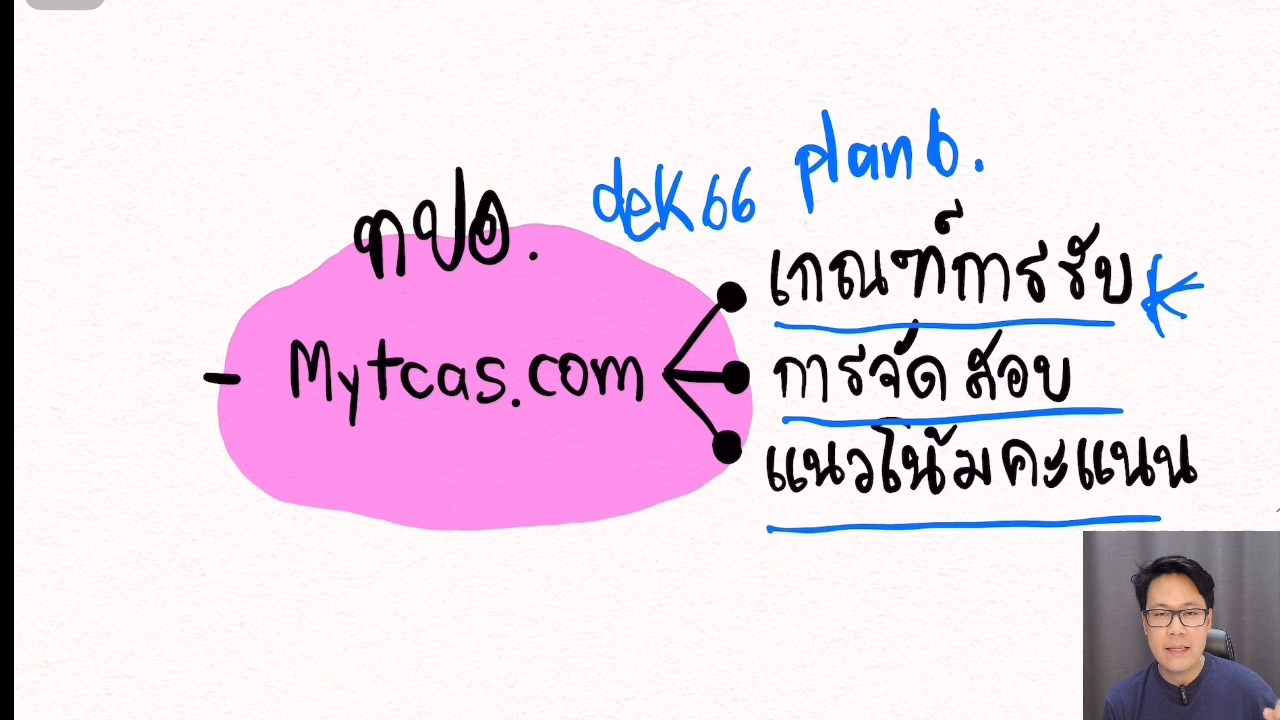 ทปอ.
dek66 planb.
- Mytcas.com
เกณฑ์การรับ
การจัดสอบ
แนวโน้มคะแนน